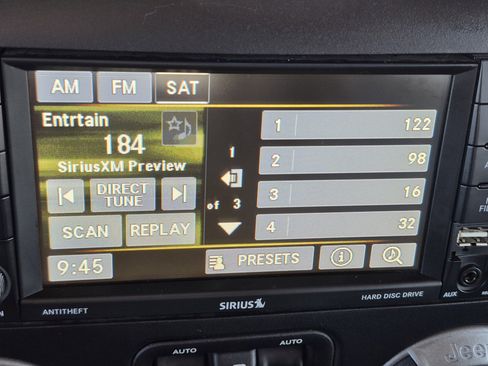 AM FM SAT
Entrtain
184
SiriusXM Preview
DIRECT
TUNE
SCAN REPLAY
9:45
1
of 3
1 122
2 98
3 16
4 32
PRESETS
i
ANTITHEFT
SIRIUS
HARD DISC DRIVE
AUX
AUTO
AUTO
Jeep